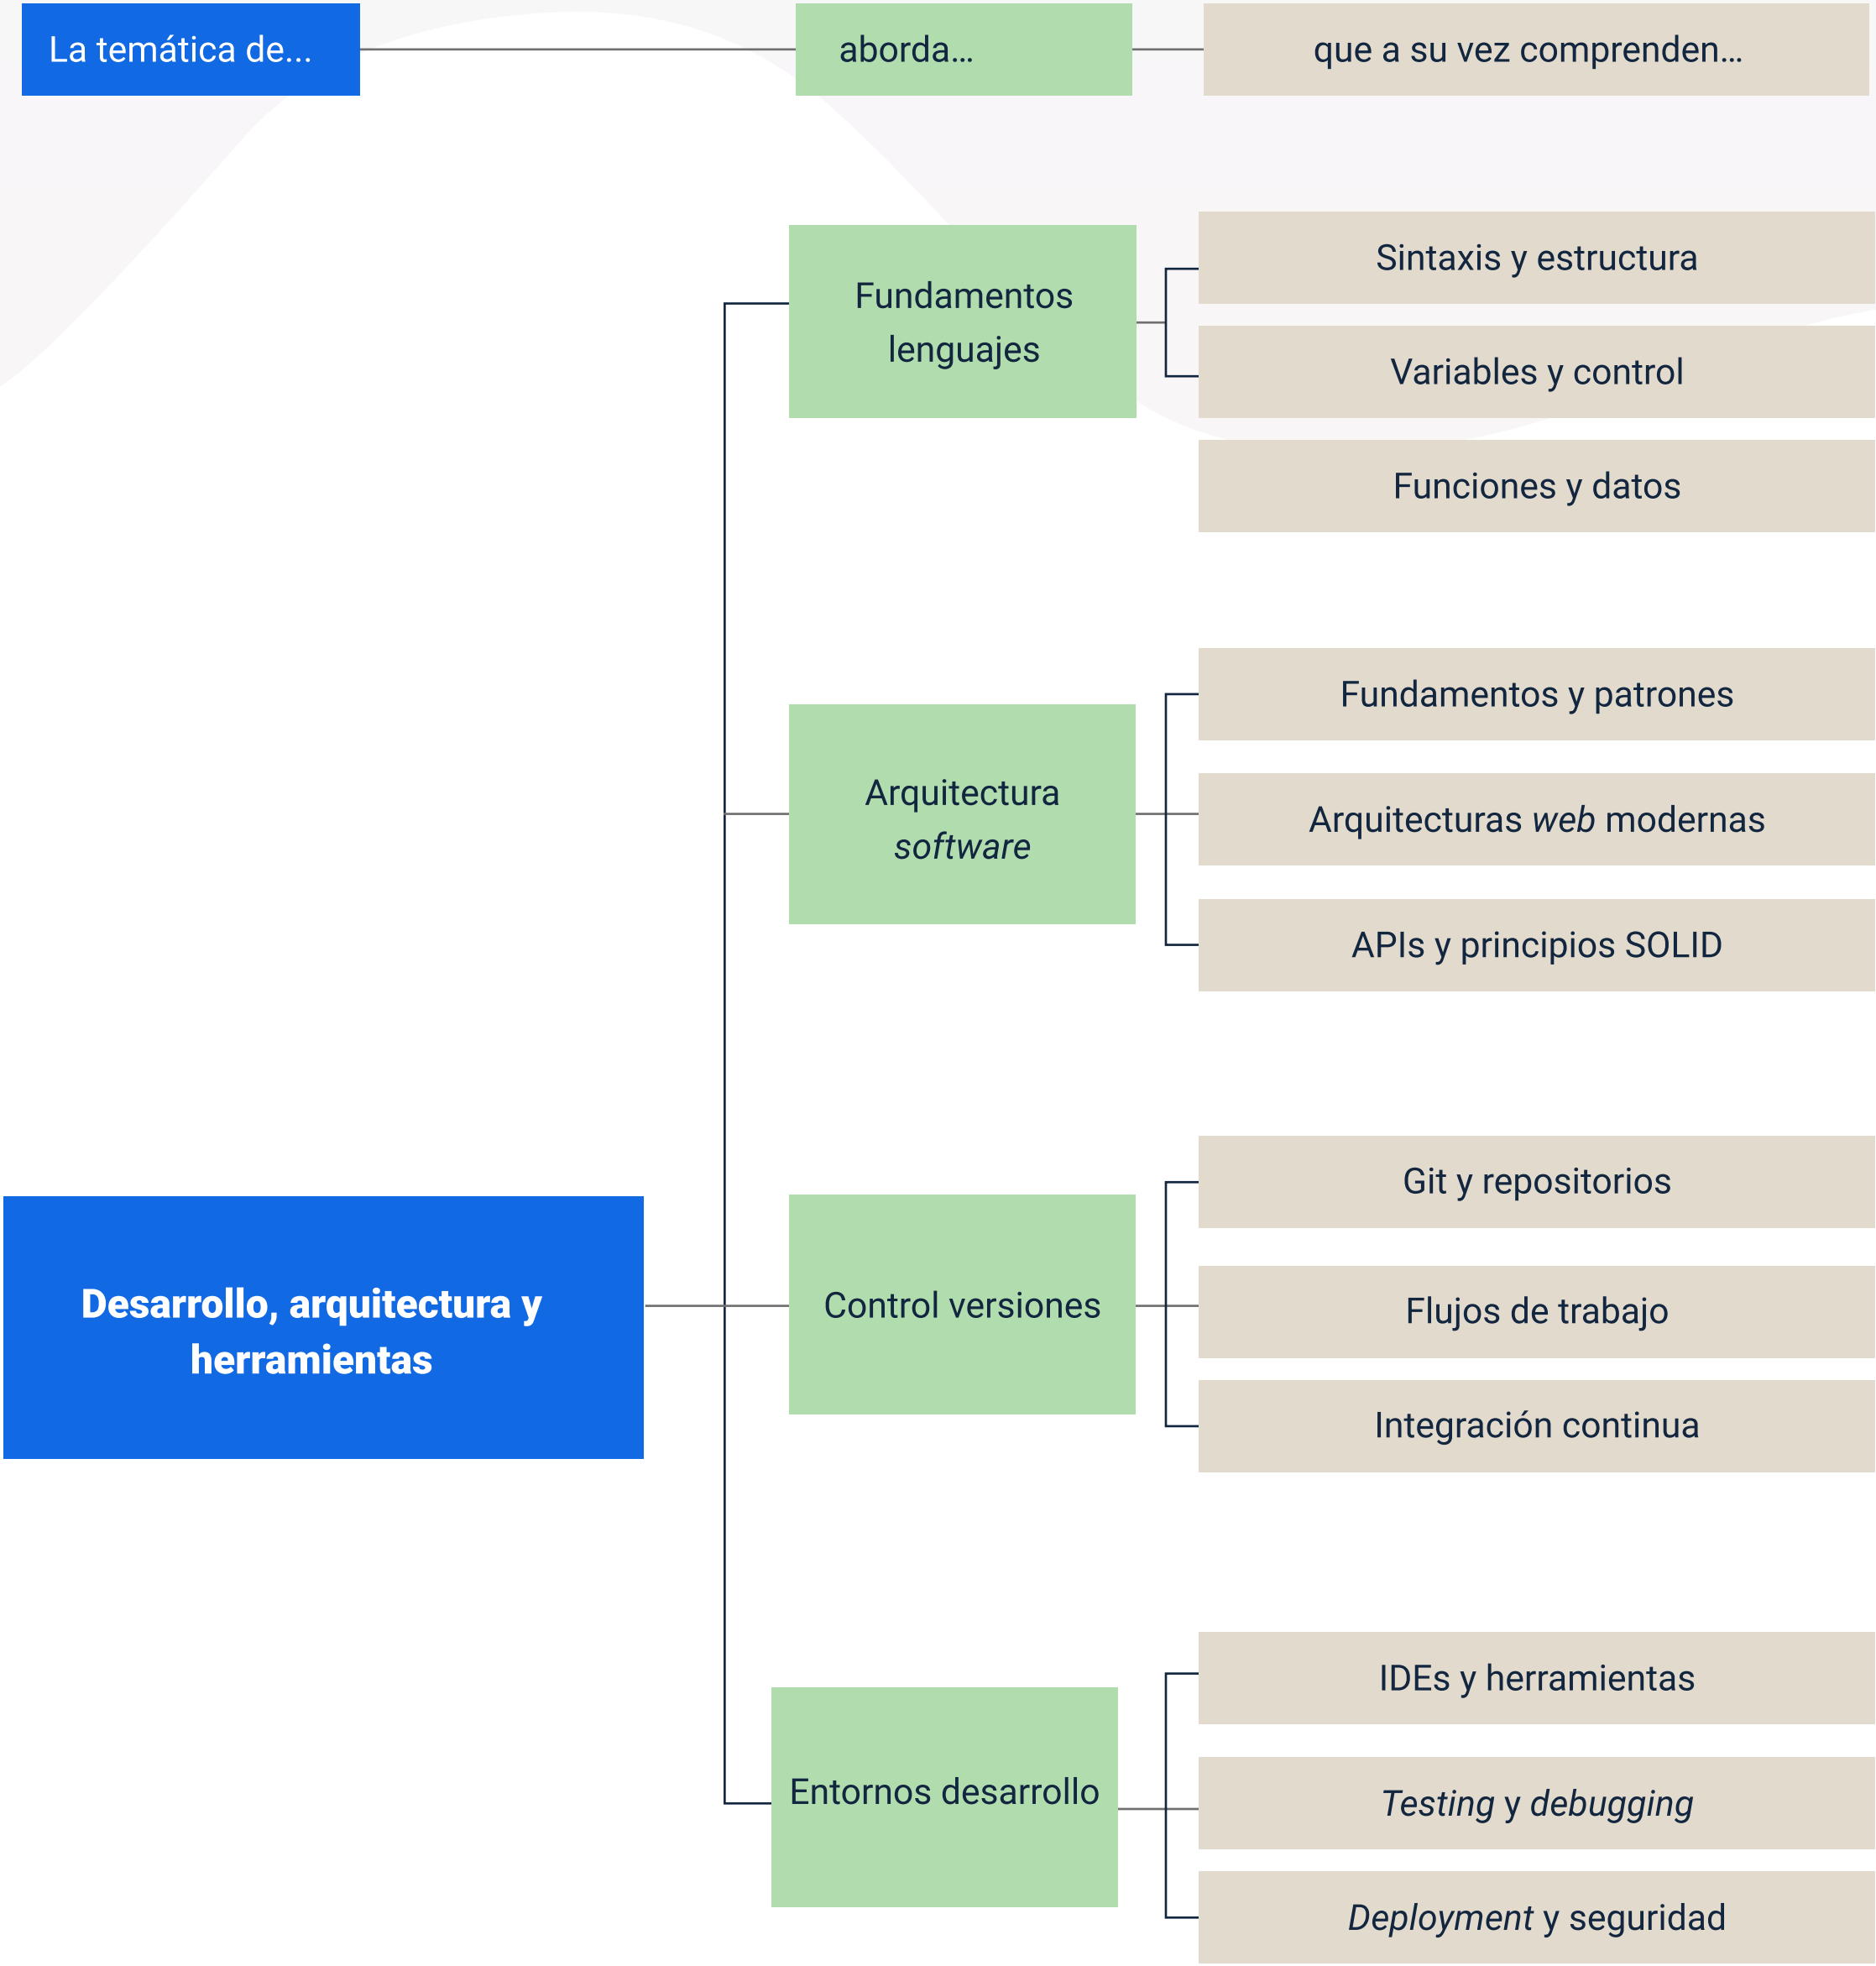 La temática de...
aborda...
que a su vez comprenden...
Fundamentos
lenguajes
Sintaxis y estructura
Variables y control
Funciones y datos
Arquitectura
software
Fundamentos y patrones
Arquitecturas web modernas
APIs y principios SOLID
Desarrollo, arquitectura y
herramientas
Control versiones
Git y repositorios
Flujos de trabajo
Integración continua
Entornos desarrollo
IDEs y herramientas
Testing y debugging
Deployment y seguridad